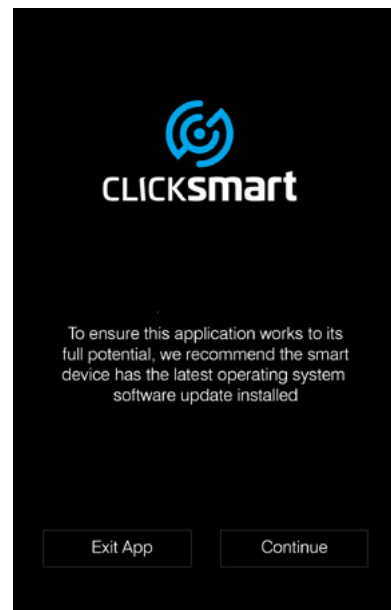 CLICKSmart
To ensure this application works to its
full potential, we recommend the smart
device has the latest operating system
software update installed
Exit App
Continue